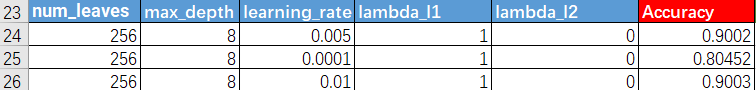 23 num_leaves max_depth learning_rate lambda_l1 lambda_l2 Accuracy
24 256 8 0.005 1 0 0.9002
25 256 8 0.0001 1 0 0.80452
26 256 8 0.01 1 0 0.9003